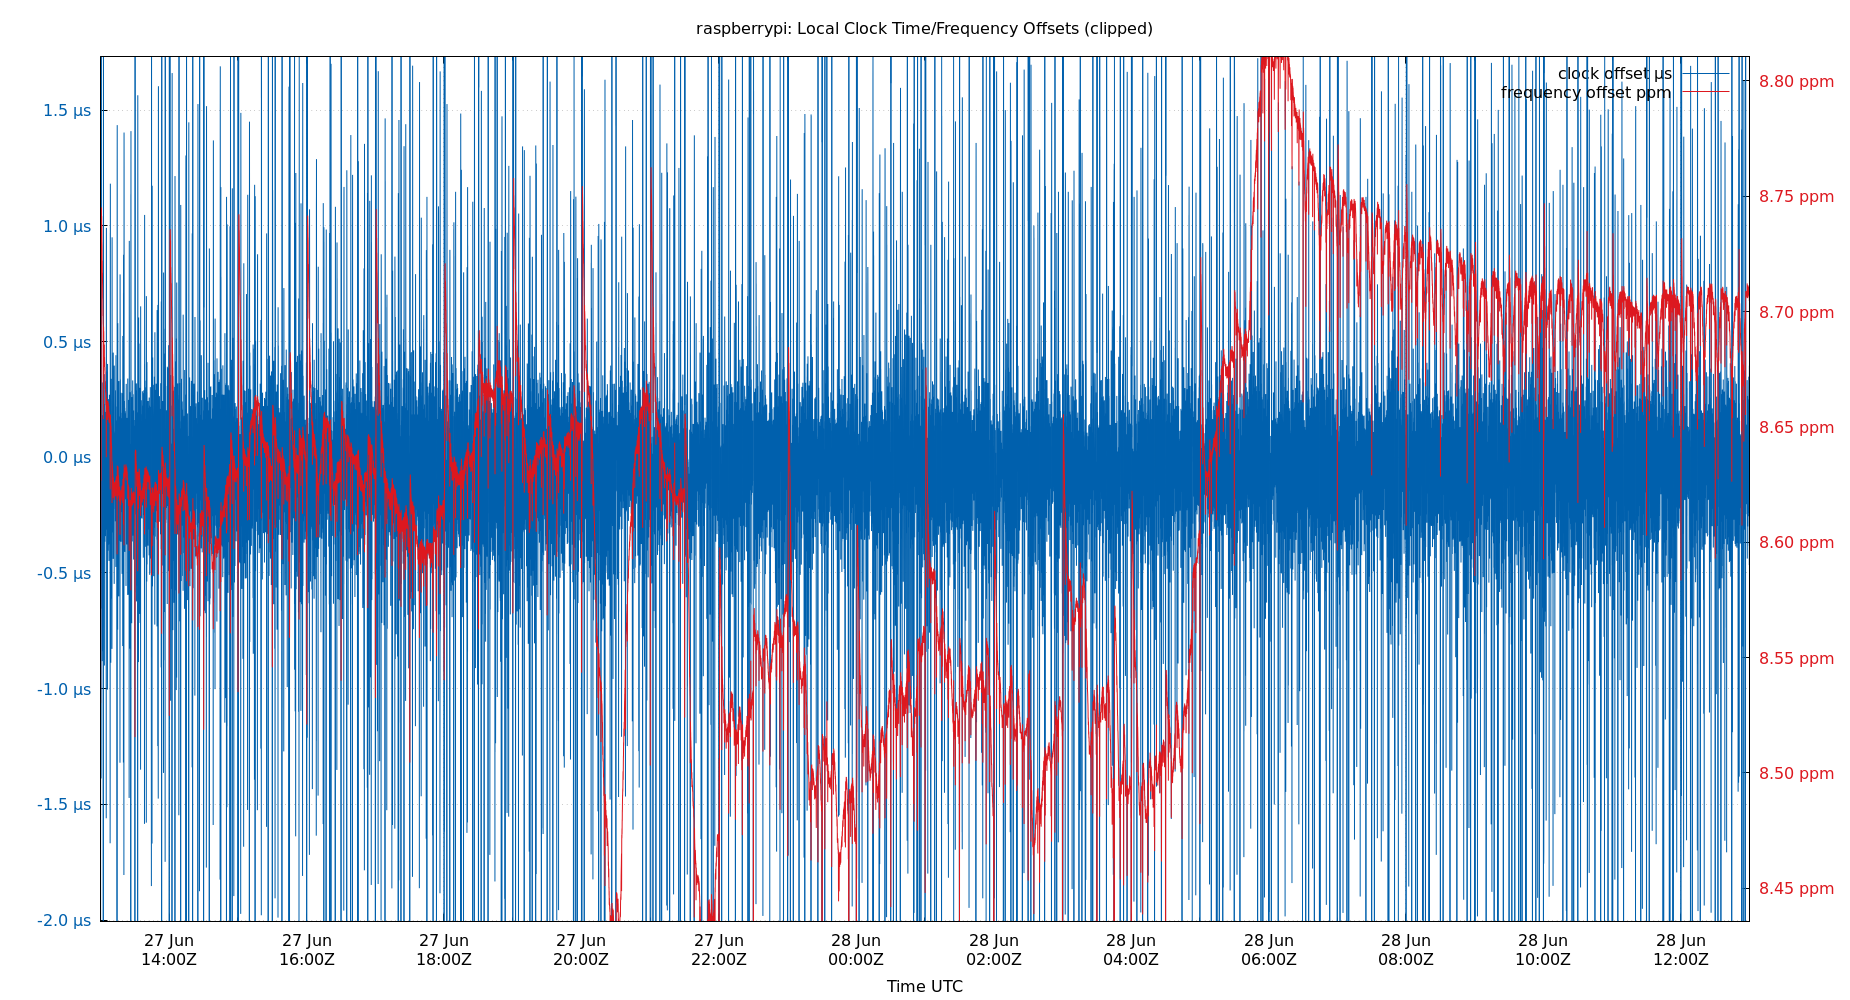 raspberrypi: Local Clock Time/Frequency Offsets (clipped)
clock offset µs
frequency offset ppm
1.5 µs
1.0 µs
0.5 µs
0.0 µs
-0.5 µs
-1.0 µs
-1.5 µs
-2.0 µs
8.80 ppm
8.75 ppm
8.70 ppm
8.65 ppm
8.60 ppm
8.55 ppm
8.50 ppm
8.45 ppm
27 Jun
14:00Z
27 Jun
16:00Z
27 Jun
18:00Z
27 Jun
20:00Z
27 Jun
22:00Z
28 Jun
00:00Z
28 Jun
02:00Z
28 Jun
04:00Z
28 Jun
06:00Z
28 Jun
08:00Z
28 Jun
10:00Z
28 Jun
12:00Z
Time UTC